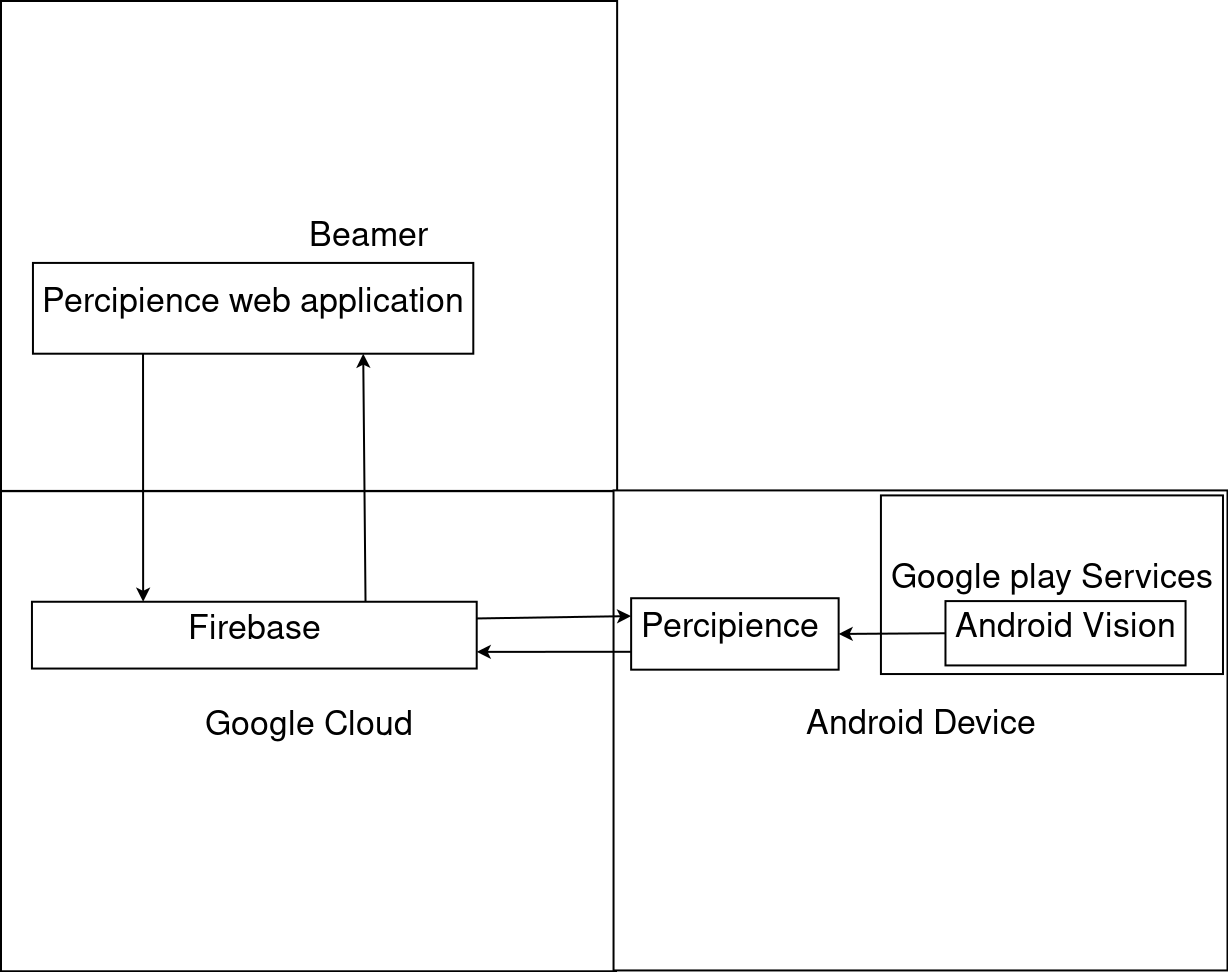 Beamer
Percipience web application
Google play Services
Firebase
Percipience
Android Vision
Google Cloud
Android Device